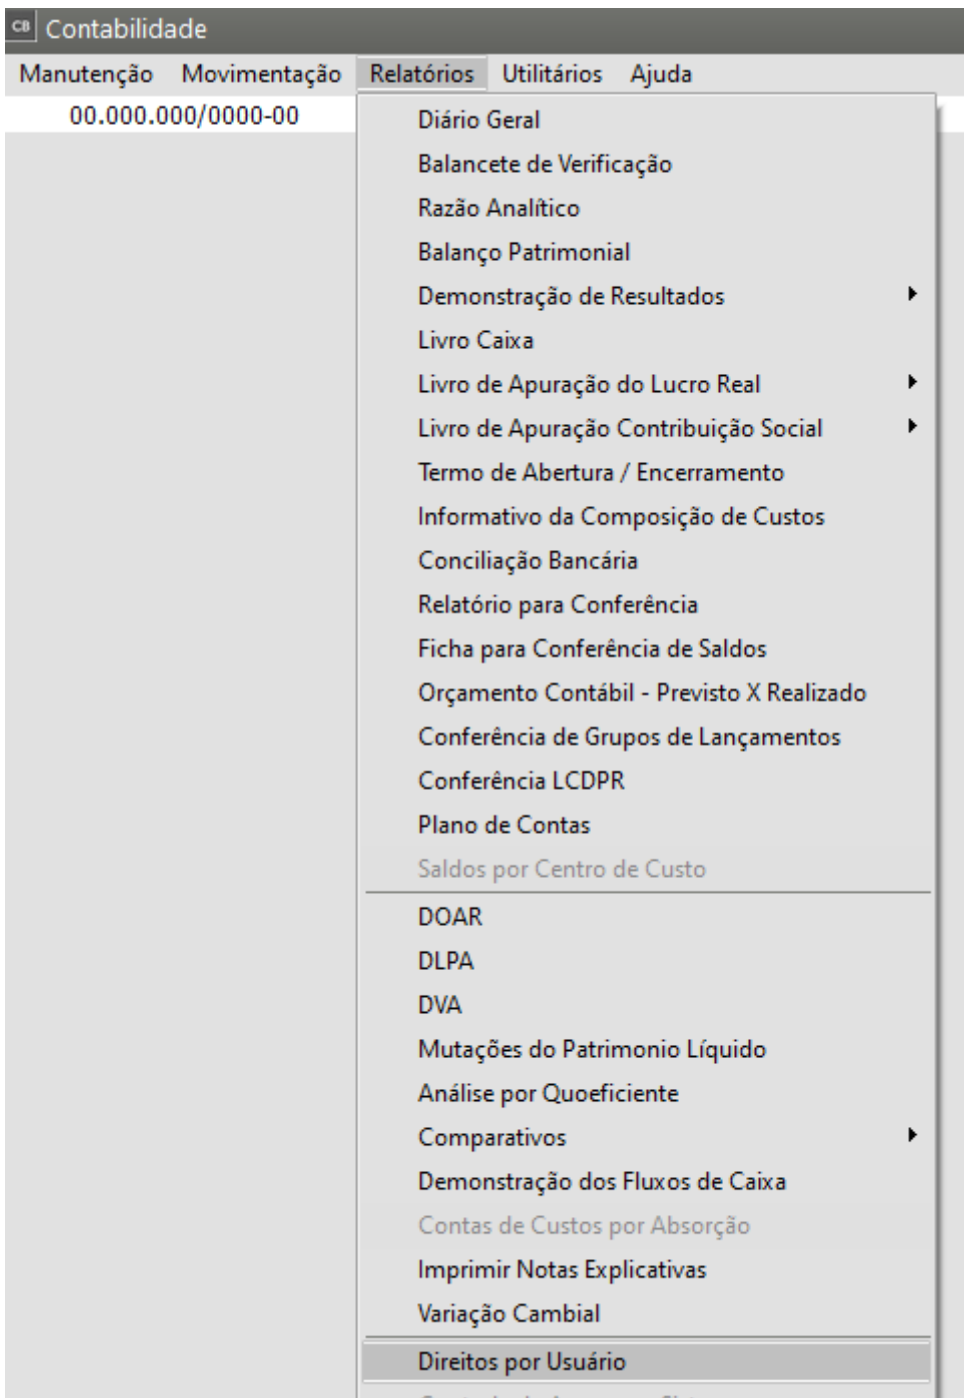 CB Contabilidade
Manutenção Movimentação Relatórios Utilitários Ajuda
00.000.000/0000-00
Diário Geral
Balancete de Verificação
Razão Analítico
Balanço Patrimonial
Demonstração de Resultados
Livro Caixa
Livro de Apuração do Lucro Real
Livro de Apuração Contribuição Social
Termo de Abertura / Encerramento
Informativo da Composição de Custos
Conciliação Bancária
Relatório para Conferência
Ficha para Conferência de Saldos
Orçamento Contábil - Previsto X Realizado
Conferência de Grupos de Lançamentos
Conferência LCDPR
Plano de Contas
Saldos por Centro de Custo
DOAR
DLPA
DVA
Mutações do Patrimonio Líquido
Análise por Quoeficiente
Comparativos
Demonstração dos Fluxos de Caixa
Contas de Custos por Absorção
Imprimir Notas Explicativas
Variação Cambial
Direitos por Usuário